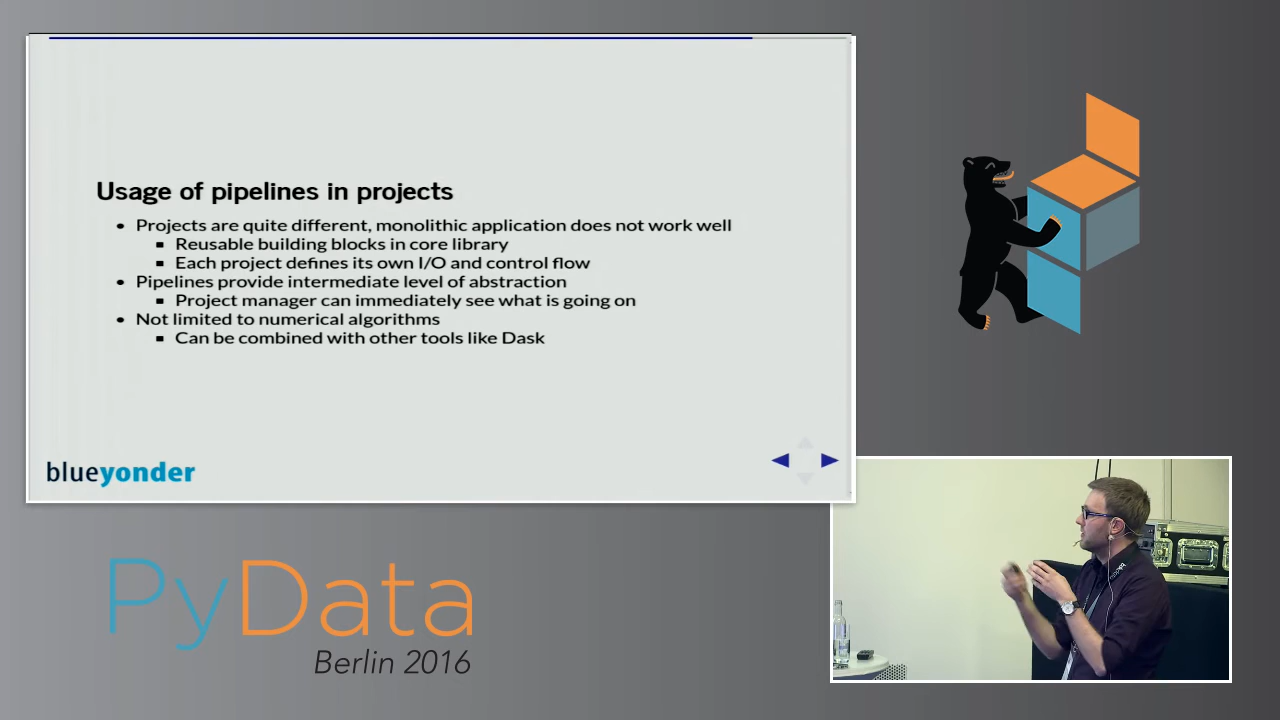 Usage of pipelines in projects
• Projects are quite different, monolithic application does not work well
▪ Reusable building blocks in core library
▪ Each project defines its own I/O and control flow
• Pipelines provide intermediate level of abstraction
▪ Project manager can immediately see what is going on
• Not limited to numerical algorithms
▪ Can be combined with other tools like Dask
blueyonder
PyData
Berlin 2016